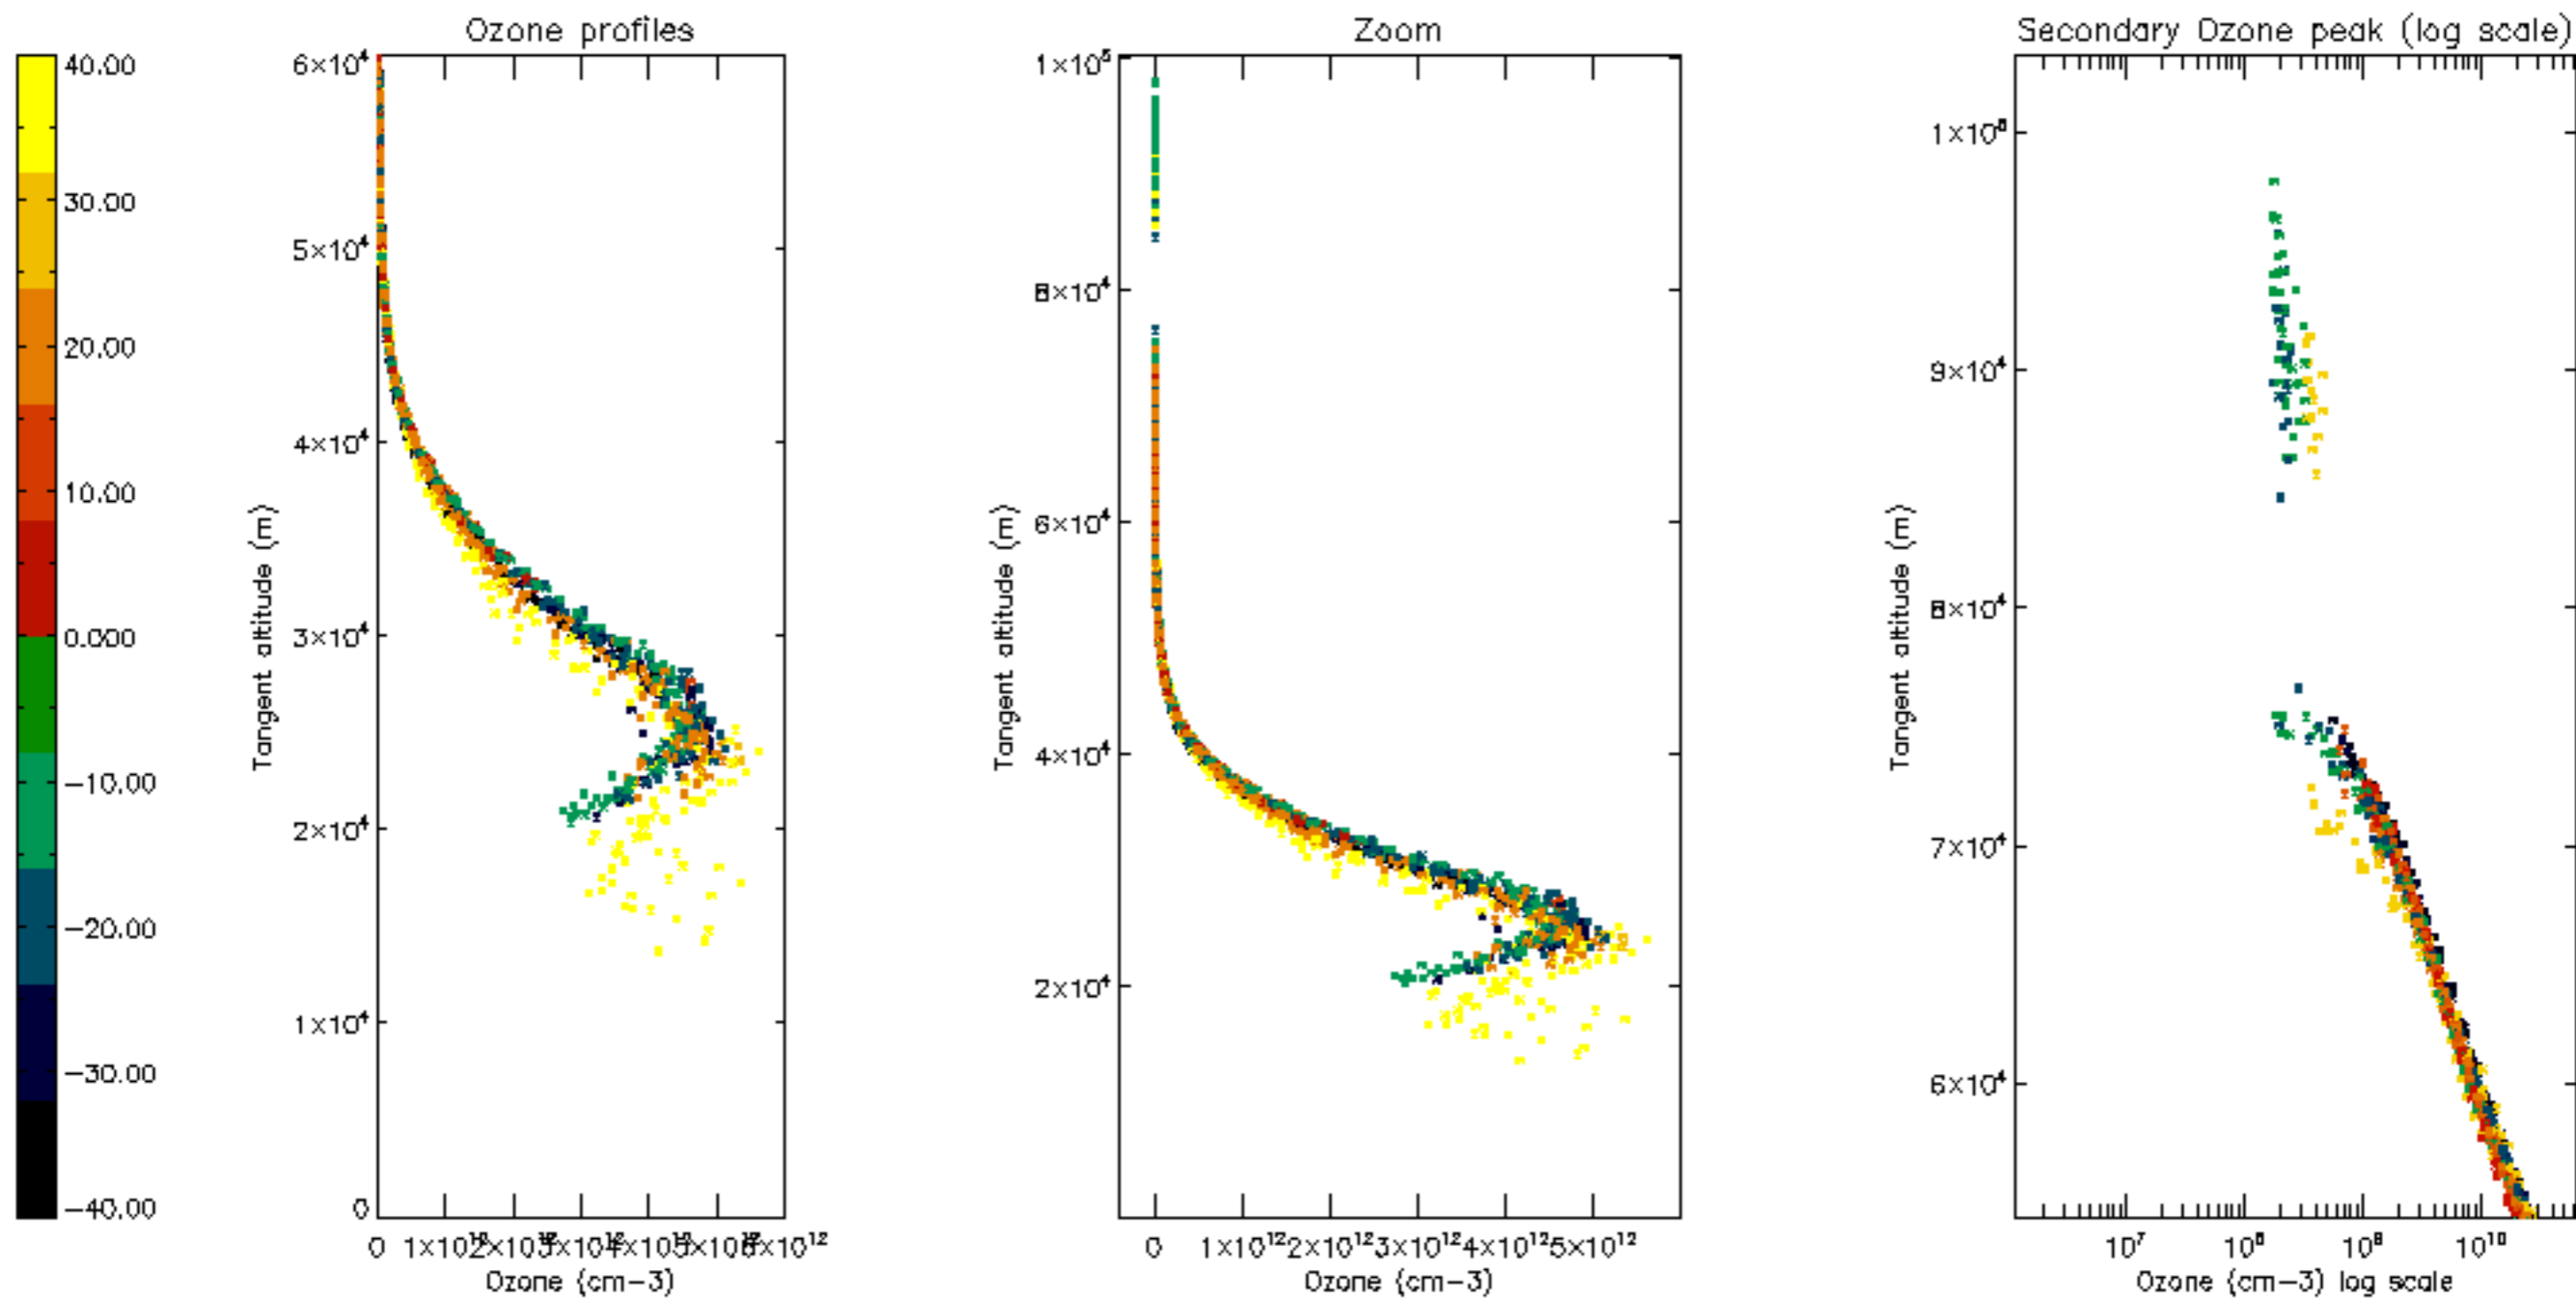 Ozone profiles
Zoom
Secondary Ozone peak (log scale)
40.00
30.00
20.00
10.00
−10.00
−20.00
−30.00
−40.00
Tangent altitude (m)
6×10⁴
5×10⁴
4×10⁴
3×10⁴
2×10⁴
1×10⁴
0
0
Ozone (cm−3)
Tangent altitude (m)
1×10⁵
8×10⁴
6×10⁴
4×10⁴
2×10⁴
0 1×10¹² 2×10¹² 3×10¹² 4×10¹² 5×10¹²
Ozone (cm−3)
Tangent altitude (m)
9×10⁴
8×10⁴
7×10⁴
6×10⁴
10⁷ 10⁸ 10⁹ 10¹⁰
Ozone (cm−3) log scale